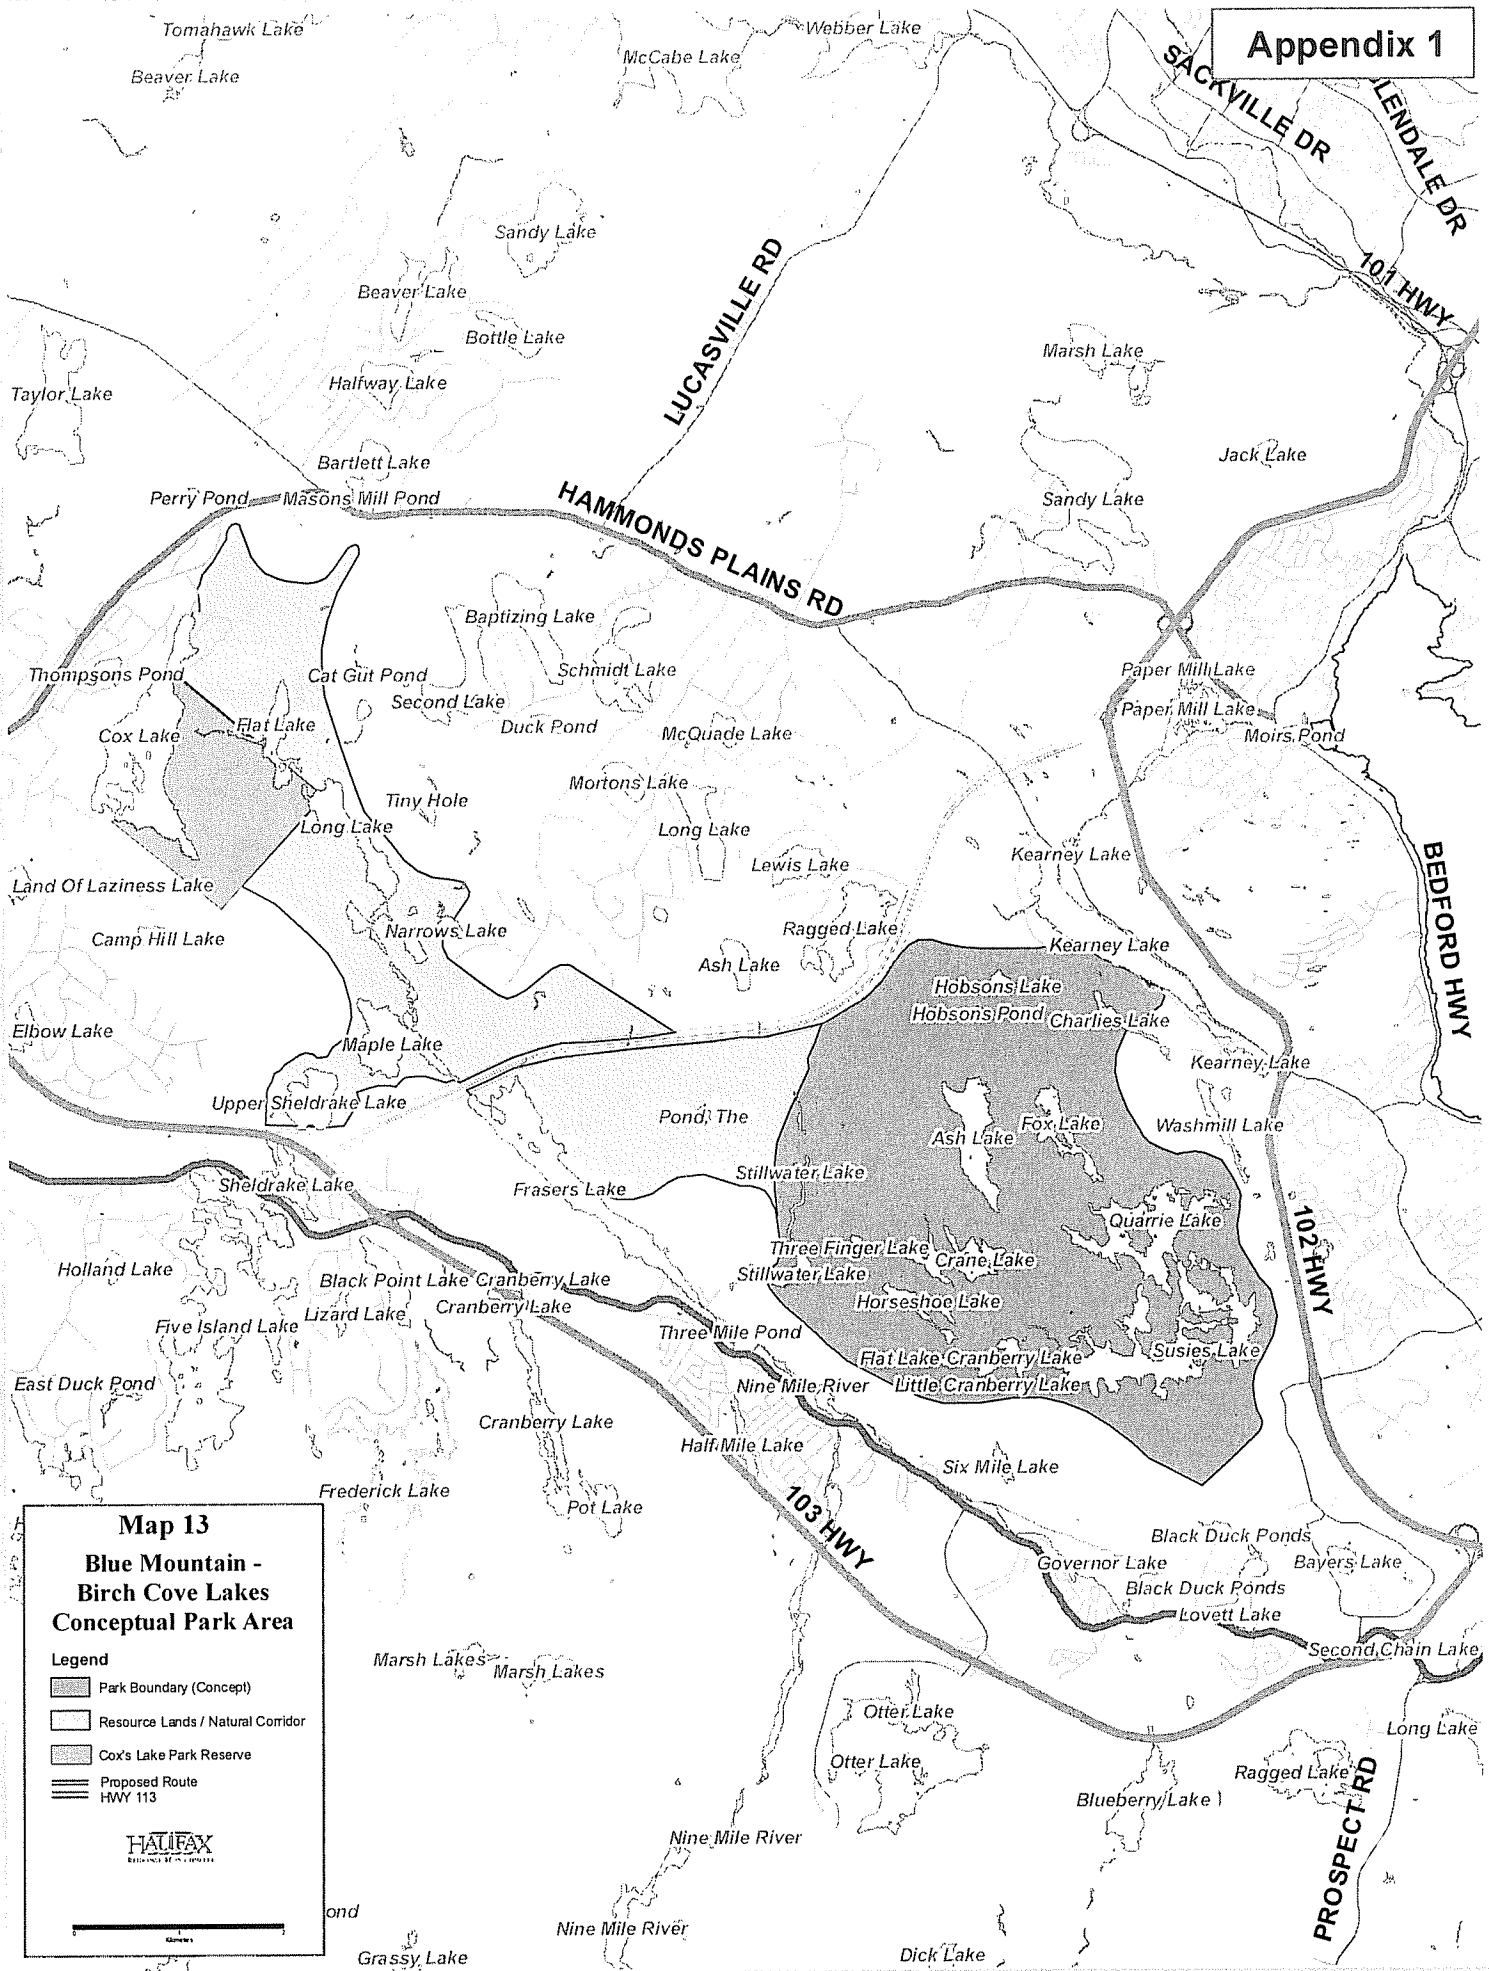 Appendix 1
Tomahawk Lake
Webber Lake
McCabe Lake
Beaver Lake
SACKVILLE DR
LENDALE DR
Sandy Lake
101 HWY
Beaver Lake
LUCASVILLE RD
Bottle Lake
Marsh Lake
Halfway Lake
Taylor Lake
Bartlett Lake
Jack Lake
Perry Pond
Masons Mill Pond
Sandy Lake
HAMMONDS PLAINS RD
Baptizing Lake
Thompsons Pond
Cat Gut Pond
Schmidt Lake
Paper Mill Lake
Second Lake
Paper Mill Lake
Flat Lake
Duck Pond
Cox Lake
McQuade Lake
Moirs Pond
Mortons Lake
Tiny Hole
Long Lake
Long Lake
Kearney Lake
Lewis Lake
BEDFORD HWY
Land Of Laziness Lake
Camp Hill Lake
Narrows Lake
Ragged Lake
Kearney Lake
Ash Lake
Hobsons Lake
Hobsons Pond
Charlies Lake
Elbow Lake
Maple Lake
Kearney Lake
Upper Sheldrake Lake
Pond, The
Ash Lake
Fox Lake
Washmill Lake
Stillwater Lake
Sheldrake Lake
Frasers Lake
Quarrie Lake
102 HWY
Three Finger Lake
Crane Lake
Holland Lake
Stillwater Lake
Black Point Lake
Cranberry Lake
Horseshoe Lake
Cranberry Lake
Lizard Lake
Five Island Lake
Three Mile Pond
Susies Lake
Flat Lake
Cranberry Lake
East Duck Pond
Nine Mile River
Little Cranberry Lake
Cranberry Lake
Half Mile Lake
Six Mile Lake
Frederick Lake
Pot Lake
103 HWY
Black Duck Ponds
Governor Lake
Bayers Lake
Black Duck Ponds
Lovett Lake
Second Chain Lake
Marsh Lakes
Marsh Lakes
Otter Lake
Long Lake
Otter Lake
Ragged Lake
Blueberry Lake
PROSPECT RD
Nine Mile River
Nine Mile River
Dick Lake
ond
Grassy Lake
Map 13
Blue Mountain -
Birch Cove Lakes
Conceptual Park Area
Legend
Park Boundary (Concept)
Resource Lands / Natural Corridor
Cox's Lake Park Reserve
Proposed Route
HWY 113
HALIFAX
REGIONAL MUNICIPALITY
Kilometers